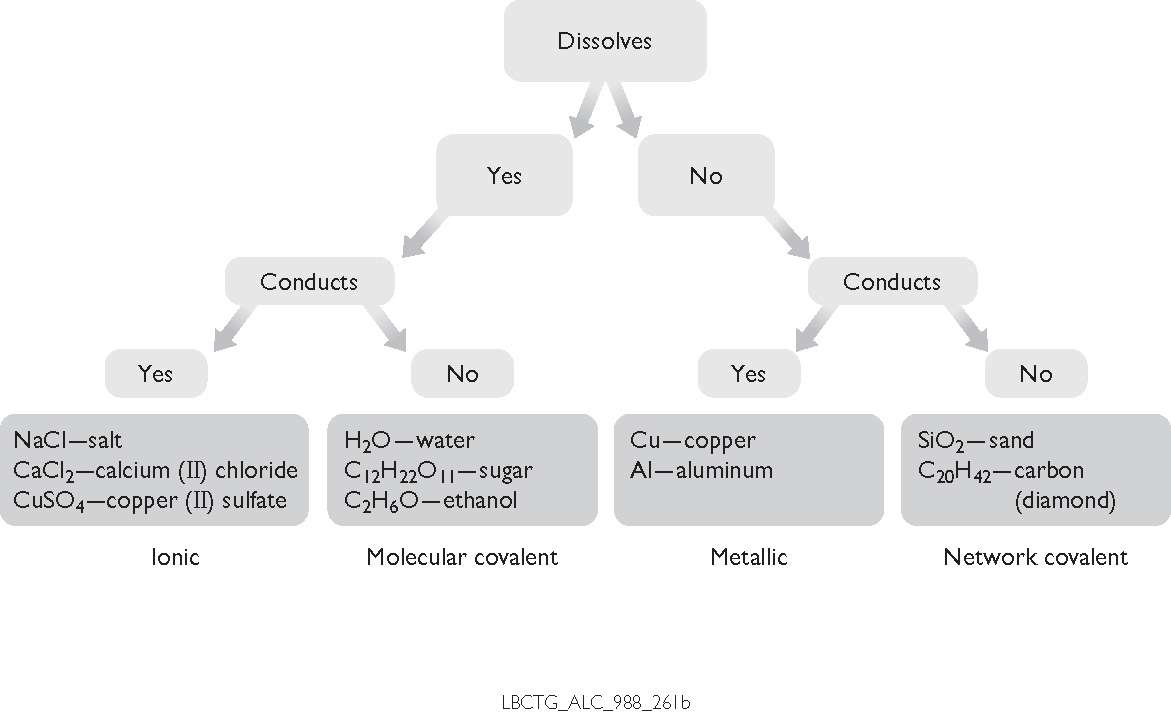 Dissolves
Yes
No
Conducts
Conducts
Yes
No
Yes
No
NaCl—salt
CaCl₂—calcium (II) chloride
CuSO₄—copper (II) sulfate
H₂O—water
C₁₂H₂₂O₁₁—sugar
C₂H₆O—ethanol
Cu—copper
Al—aluminum
SiO₂—sand
C₂₀H₄₂—carbon
(diamond)
Ionic
Molecular covalent
Metallic
Network covalent
LBCTG_ALC_988_261b